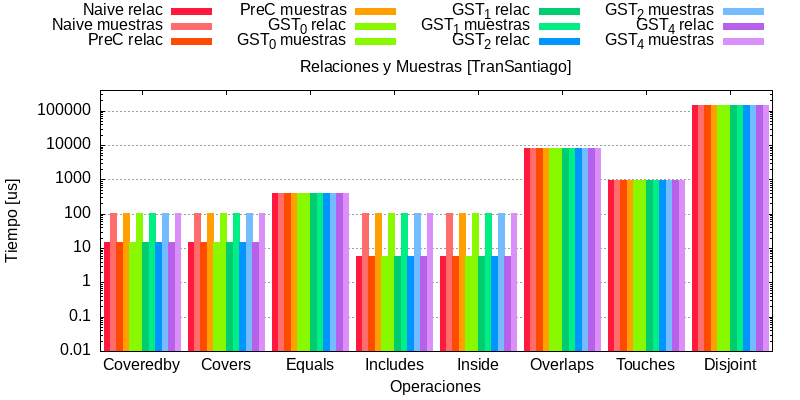 Naive relac PreC muestras GST₁ relac GST₂ muestras
Naive muestras GST₀ relac GST₁ muestras GST₄ relac
PreC relac GST₀ muestras GST₂ relac GST₄ muestras
Relaciones y Muestras [TranSantiago]
100000
10000
1000
100
10
1
0.1
0.01
Tiempo [us]
Coveredby Covers Equals Includes Inside Overlaps Touches Disjoint
Operaciones